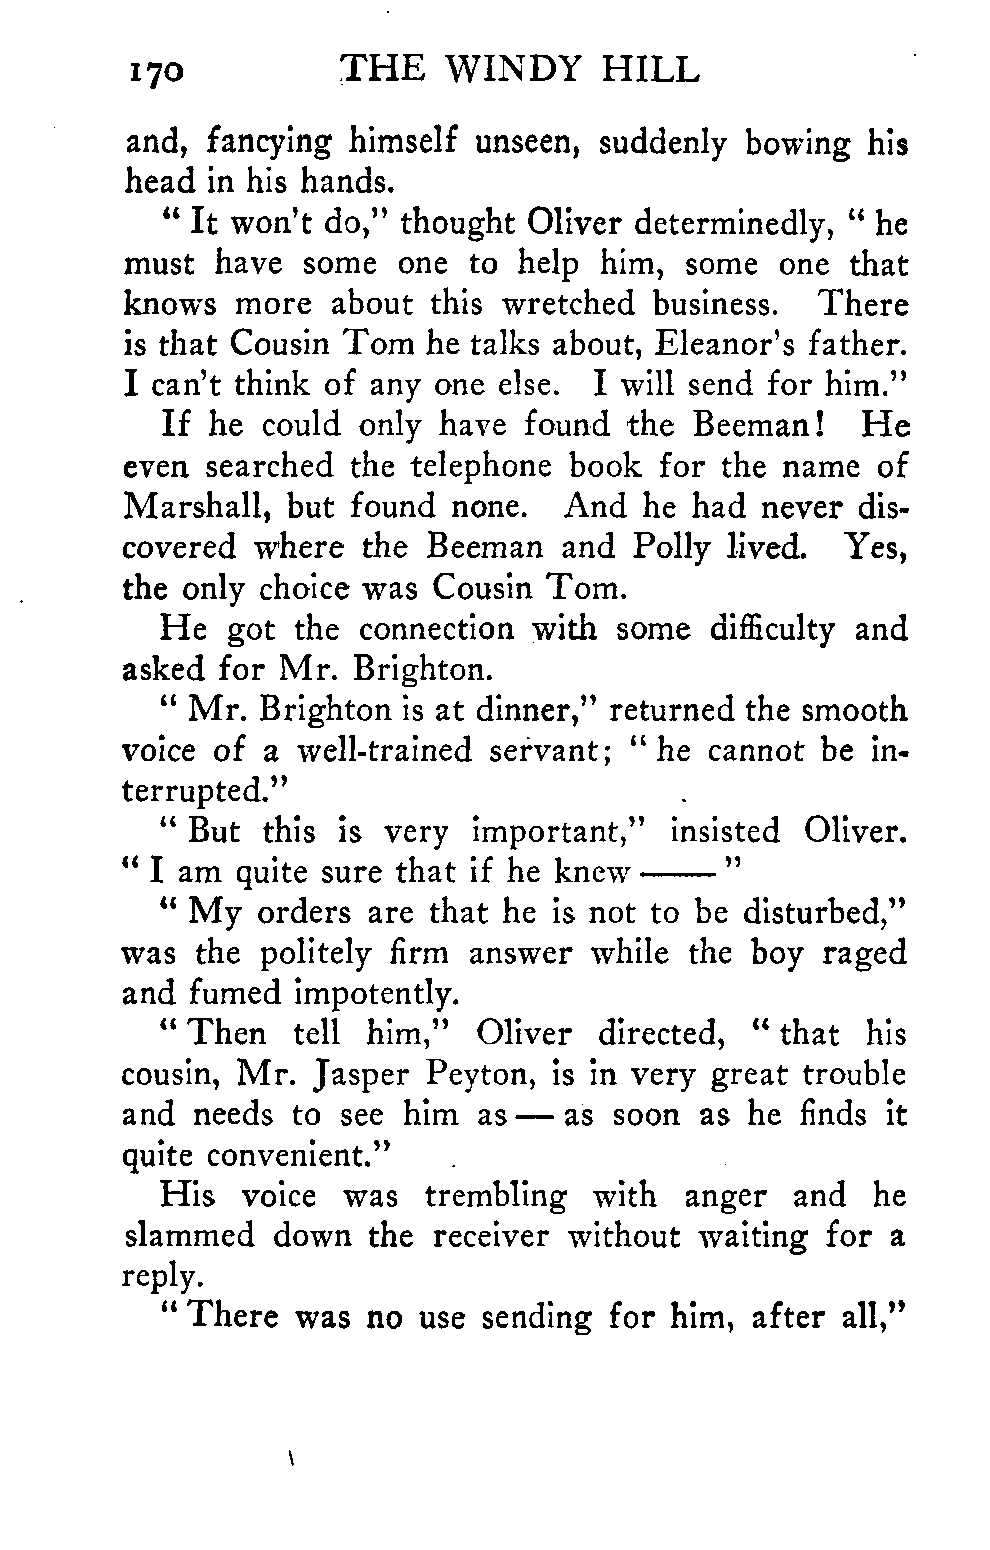 170 THE WINDY HILL
and, fancying himself unseen, suddenly bowing his
head in his hands.
“ It won't do,” thought Oliver determinedly, “ he
must have some one to help him, some one that
knows more about this wretched business. There
is that Cousin Tom he talks about, Eleanor's father.
I can't think of any one else. I will send for him.”
If he could only have found the Beeman! He
even searched the telephone book for the name of
Marshall, but found none. And he had never dis-
covered where the Beeman and Polly lived. Yes,
the only choice was Cousin Tom.
He got the connection with some difficulty and
asked for Mr. Brighton.
“ Mr. Brighton is at dinner,” returned the smooth
voice of a well-trained servant; “ he cannot be in-
terrupted.”
“ But this is very important,” insisted Oliver.
“ I am quite sure that if he knew —— ”
“ My orders are that he is not to be disturbed,”
was the politely firm answer while the boy raged
and fumed impotently.
“ Then tell him,” Oliver directed, “ that his
cousin, Mr. Jasper Peyton, is in very great trouble
and needs to see him as — as soon as he finds it
quite convenient.”
His voice was trembling with anger and he
slammed down the receiver without waiting for a
reply.
“ There was no use sending for him, after all,”